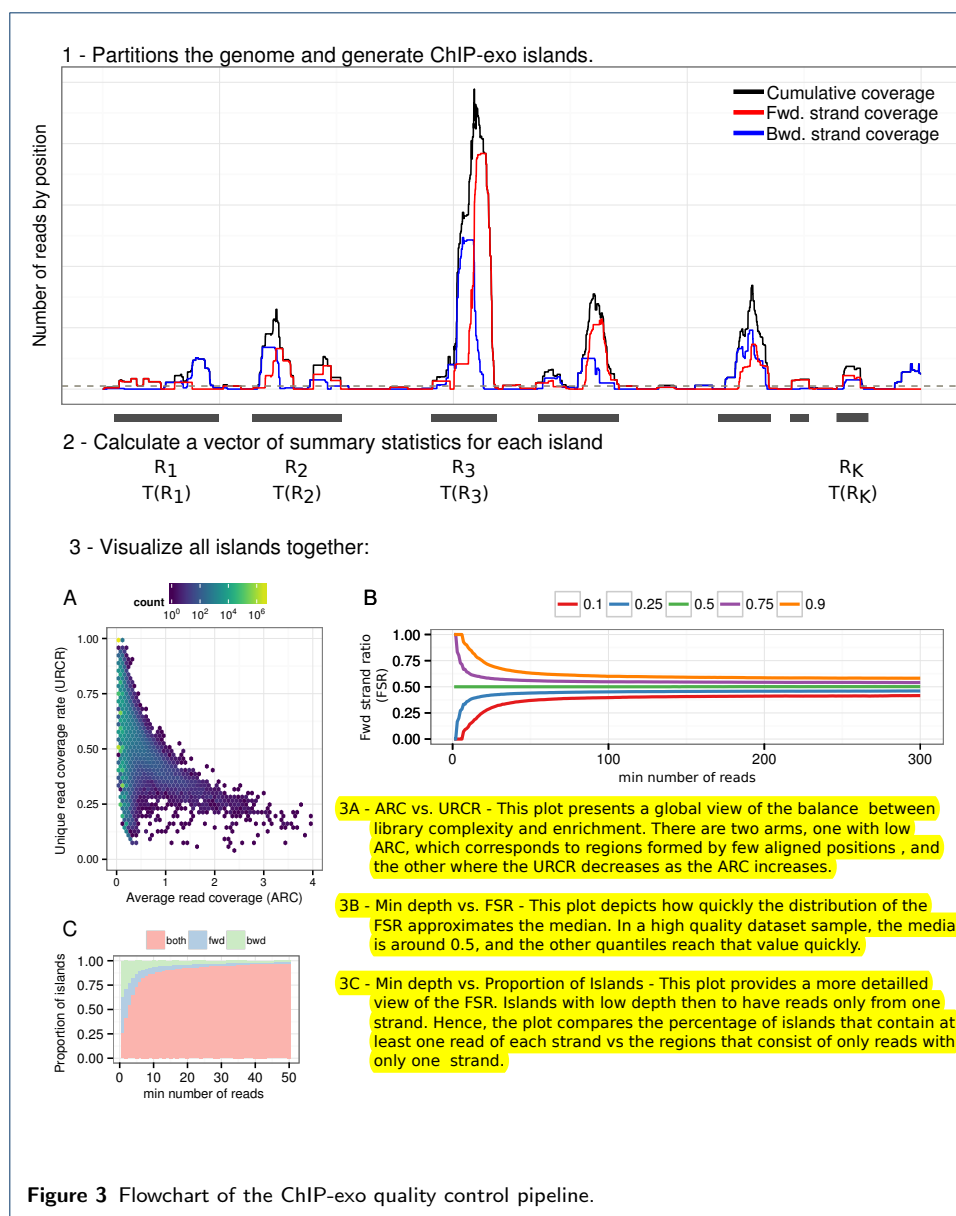 1 - Partitions the genome and generate ChIP-exo islands.
Cumulative coverage
Fwd. strand coverage
Bwd. strand coverage
Number of reads by position
2 - Calculate a vector of summary statistics for each island
R1 R2 R3 RK
T(R1) T(R2) T(R3) T(RK)
3 - Visualize all islands together:
A
count
10^0 10^2 10^4 10^6
1.00
0.75
0.50
0.25
0.00
Unique read coverage rate (URCR)
0 1 2 3 4
Average read coverage (ARC)
B
0.1 0.25 0.5 0.75 0.9
1.00
0.75
0.50
0.25
0.00
Fwd strand ratio
(FSR)
0 100 200 300
min number of reads
3A - ARC vs. URCR - This plot presents a global view of the balance between
library complexity and enrichment. There are two arms, one with low
ARC, which corresponds to regions formed by few aligned positions , and
the other where the URCR decreases as the ARC increases.
3B - Min depth vs. FSR - This plot depicts how quickly the distribution of the
FSR approximates the median. In a high quality dataset sample, the media
is around 0.5, and the other quantiles reach that value quickly.
3C - Min depth vs. Proportion of Islands - This plot provides a more detailled
view of the FSR. Islands with low depth then to have reads only from one
strand. Hence, the plot compares the percentage of islands that contain at
least one read of each strand vs the regions that consist of only reads with
only one strand.
C
both fwd bwd
1.00
0.75
0.50
0.25
0.00
Proportion of islands
0 10 20 30 40 50
min number of reads
Figure 3 Flowchart of the ChIP-exo quality control pipeline.